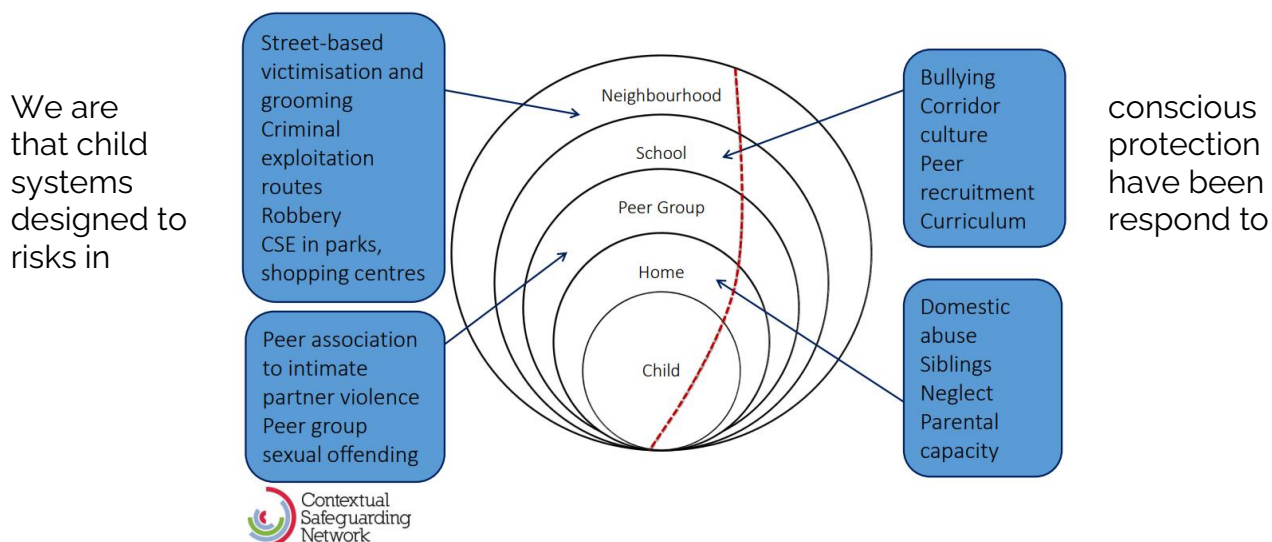 We are conscious
that child protection
systems have been
designed to respond to
risks in
Street-based
victimisation and
grooming
Criminal
exploitation
routes
Robbery
CSE in parks,
shopping centres
Peer association
to intimate
partner violence
Peer group
sexual offending
Neighbourhood
School
Peer Group
Home
Child
Bullying
Corridor
culture
Peer
recruitment
Curriculum
Domestic
abuse
Siblings
Neglect
Parental
capacity
Contextual
Safeguarding
Network